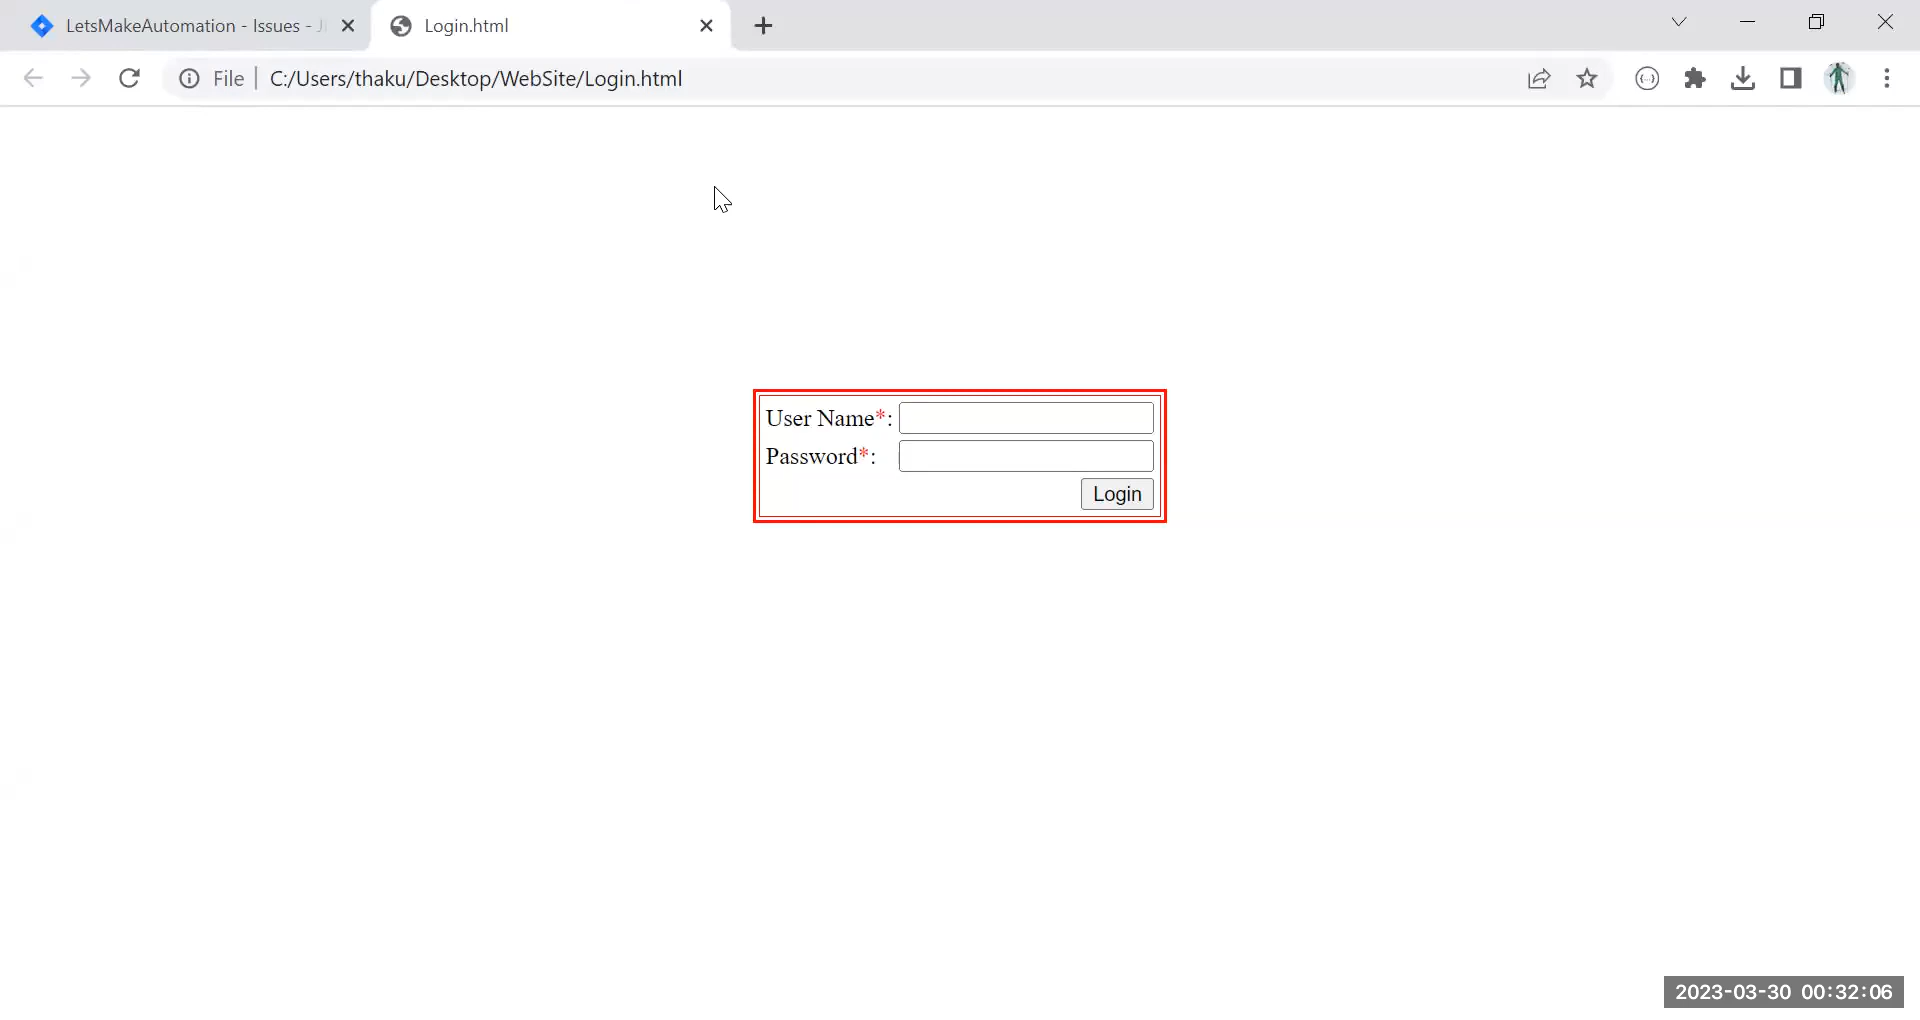 LetsMakeAutomation - Issues -
Login.html
File
C:/Users/thaku/Desktop/WebSite/Login.html
User Name*:
Password*:
Login
2023-03-30 00:32:06